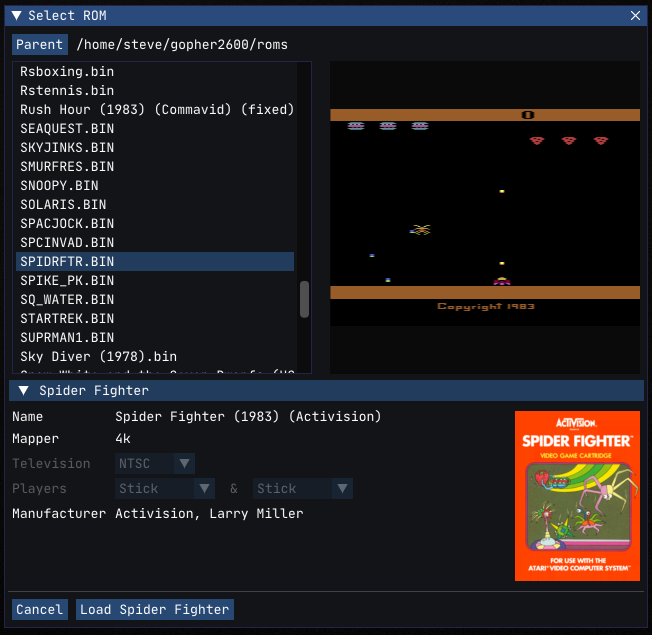 ▼ Select ROM ✕
Parent /home/steve/gopher2600/roms
Rsboxing.bin
Rstennis.bin
Rush Hour (1983) (Commavid) (fixed)
SEAQUEST.BIN
SKYJINKS.BIN
SMURFRES.BIN
SNOOPY.BIN
SOLARIS.BIN
SPACJOCK.BIN
SPCINVAD.BIN
SPIDRFTR.BIN
SPIKE_PK.BIN
SQ_WATER.BIN
STARTREK.BIN
SUPRMAN1.BIN
Sky Diver (1978).bin
0
Copyright 1983
▼ Spider Fighter
Name Spider Fighter (1983) (Activision)
Mapper 4k
Television NTSC ▼
Players Stick ▼ & Stick ▼
Manufacturer Activision, Larry Miller
ACTIVISION.
SPIDER FIGHTER™
VIDEO GAME CARTRIDGE
FOR USE WITH THE
ATARI® VIDEO COMPUTER SYSTEM™
Cancel Load Spider Fighter